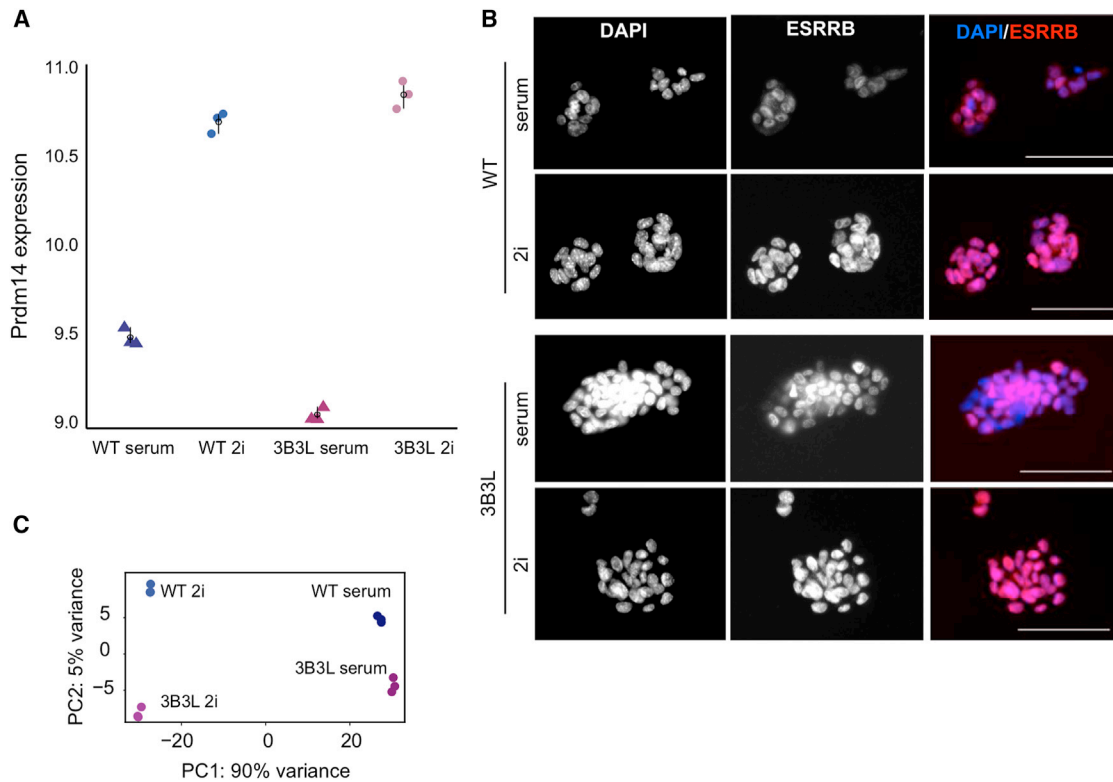 A
11.0
10.5
10.0
9.5
9.0
Prdm14 expression
WT serum
WT 2i
3B3L serum
3B3L 2i
B
DAPI
ESRRB
DAPI/ESRRB
WT
serum
2i
3B3L
serum
2i
C
WT 2i
WT serum
3B3L serum
3B3L 2i
5
0
−5
PC2: 5% variance
−20
0
20
PC1: 90% variance